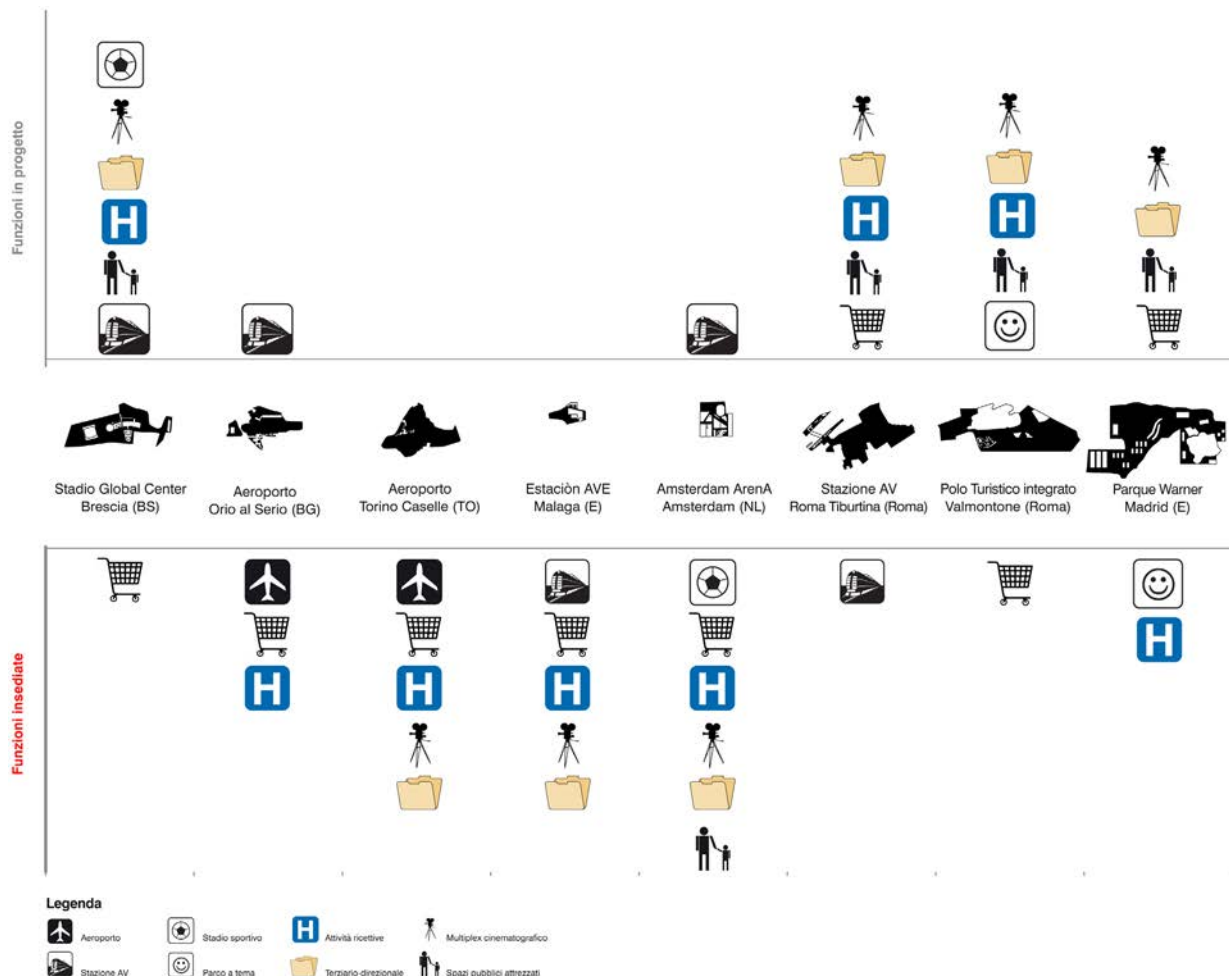 Funzioni in progetto
H
H
H
Stadio Global Center
Brescia (BS)
Aeroporto
Orio al Serio (BG)
Aeroporto
Torino Caselle (TO)
Estaciòn AVE
Malaga (E)
Amsterdam ArenA
Amsterdam (NL)
Stazione AV
Roma Tiburtina (Roma)
Polo Turistico integrato
Valmontone (Roma)
Parque Warner
Madrid (E)
Funzioni insediate
H
H
H
H
H
Legenda
Aeroporto
Stadio sportivo
H
Attività ricettive
Multiplex cinematografico
Stazione AV
Parco a tema
Terziario-direzionale
Spazi pubblici attrezzati